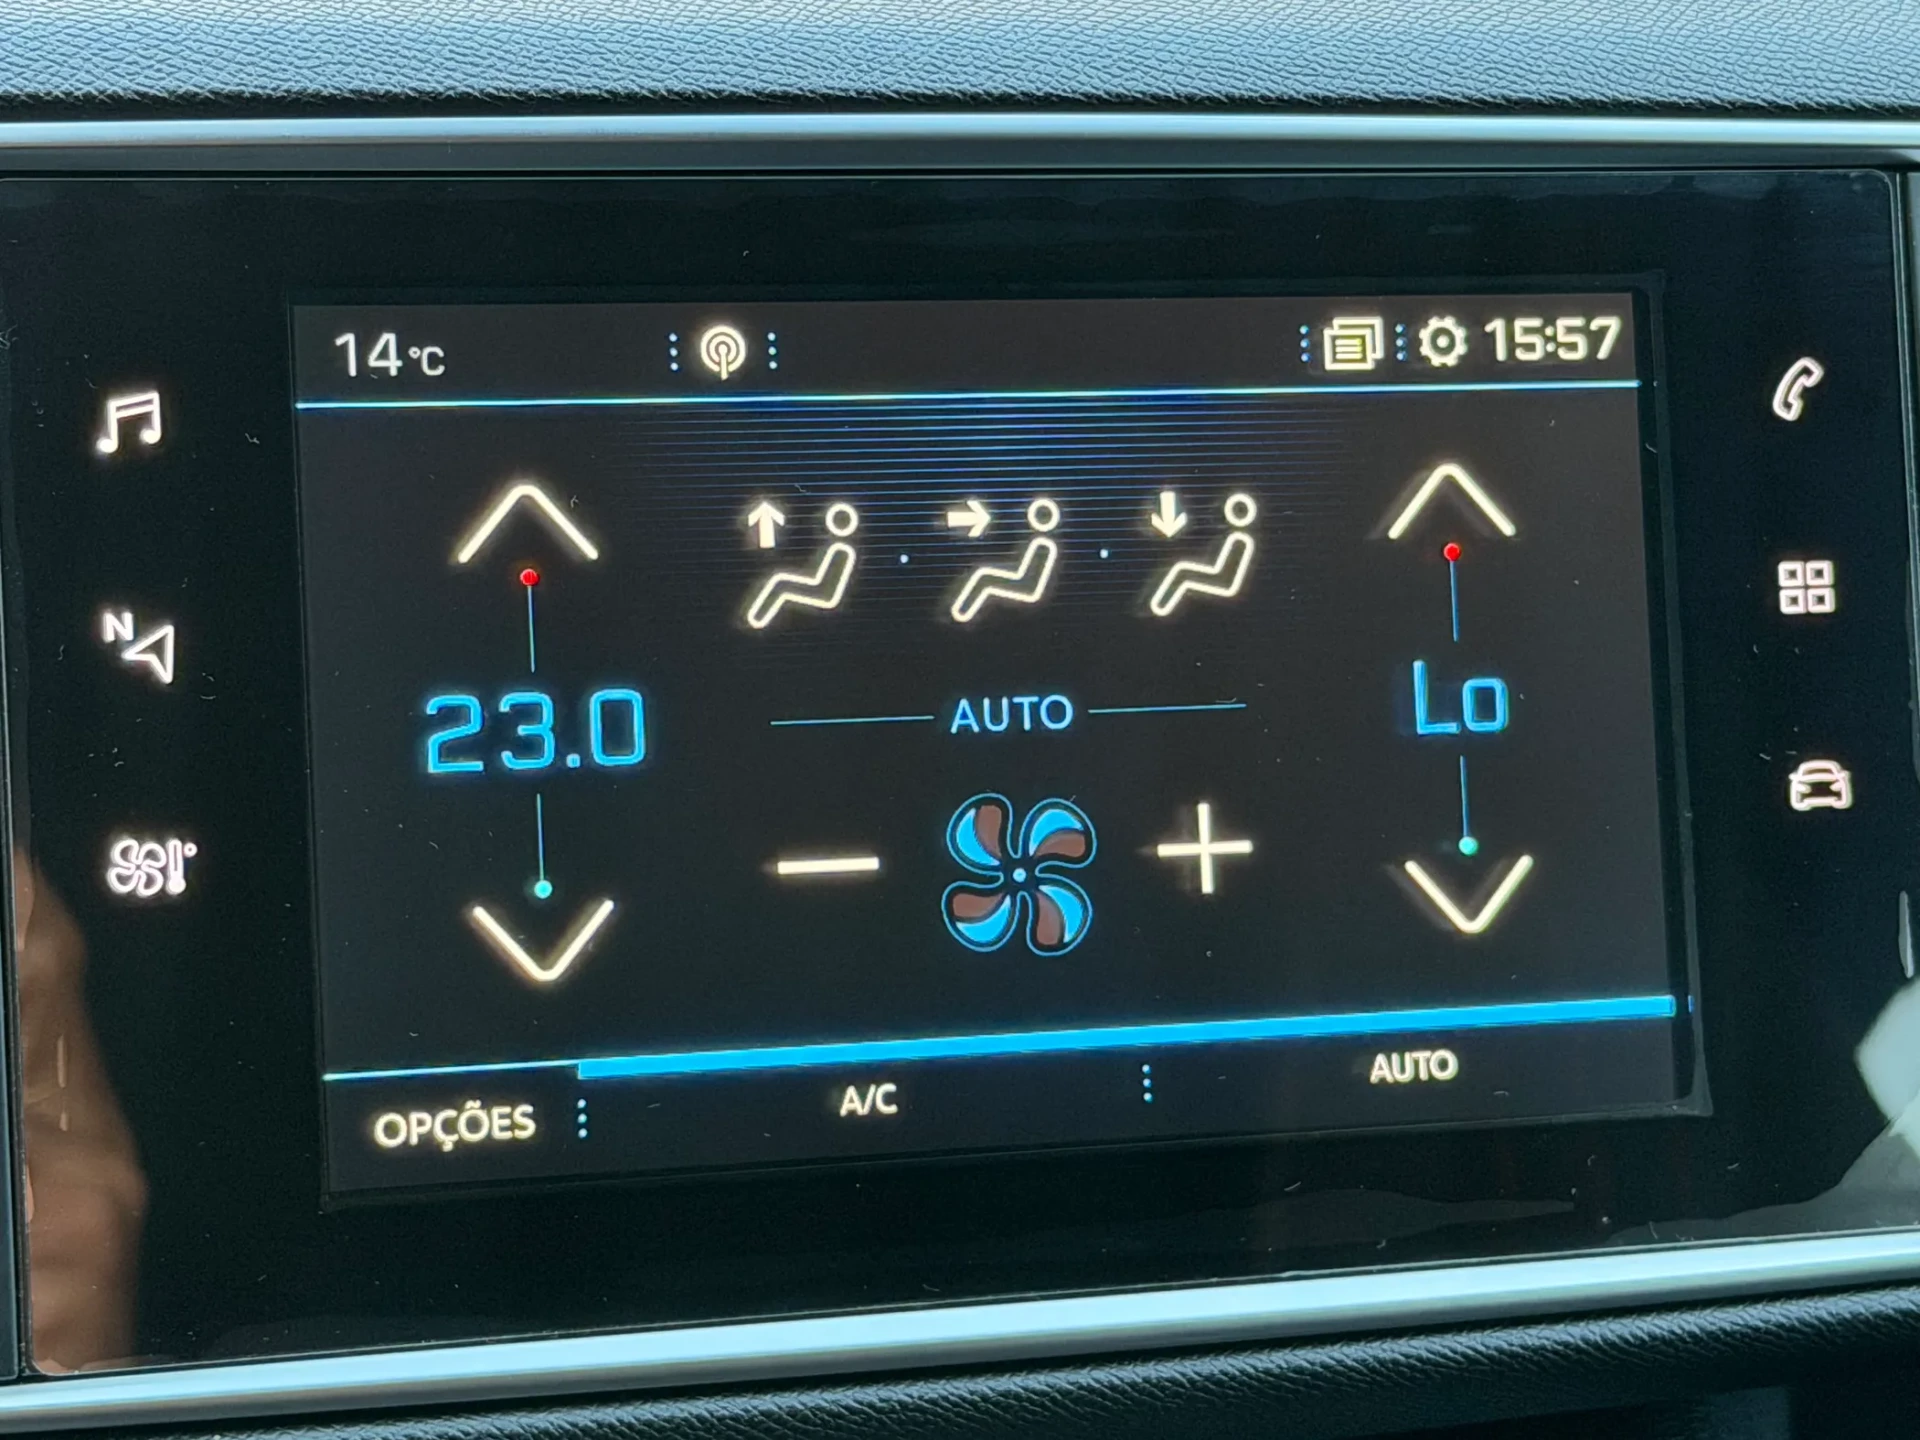 14°C
15:57
N
23.0
AUTO
Lo
OPÇÕES
A/C
AUTO